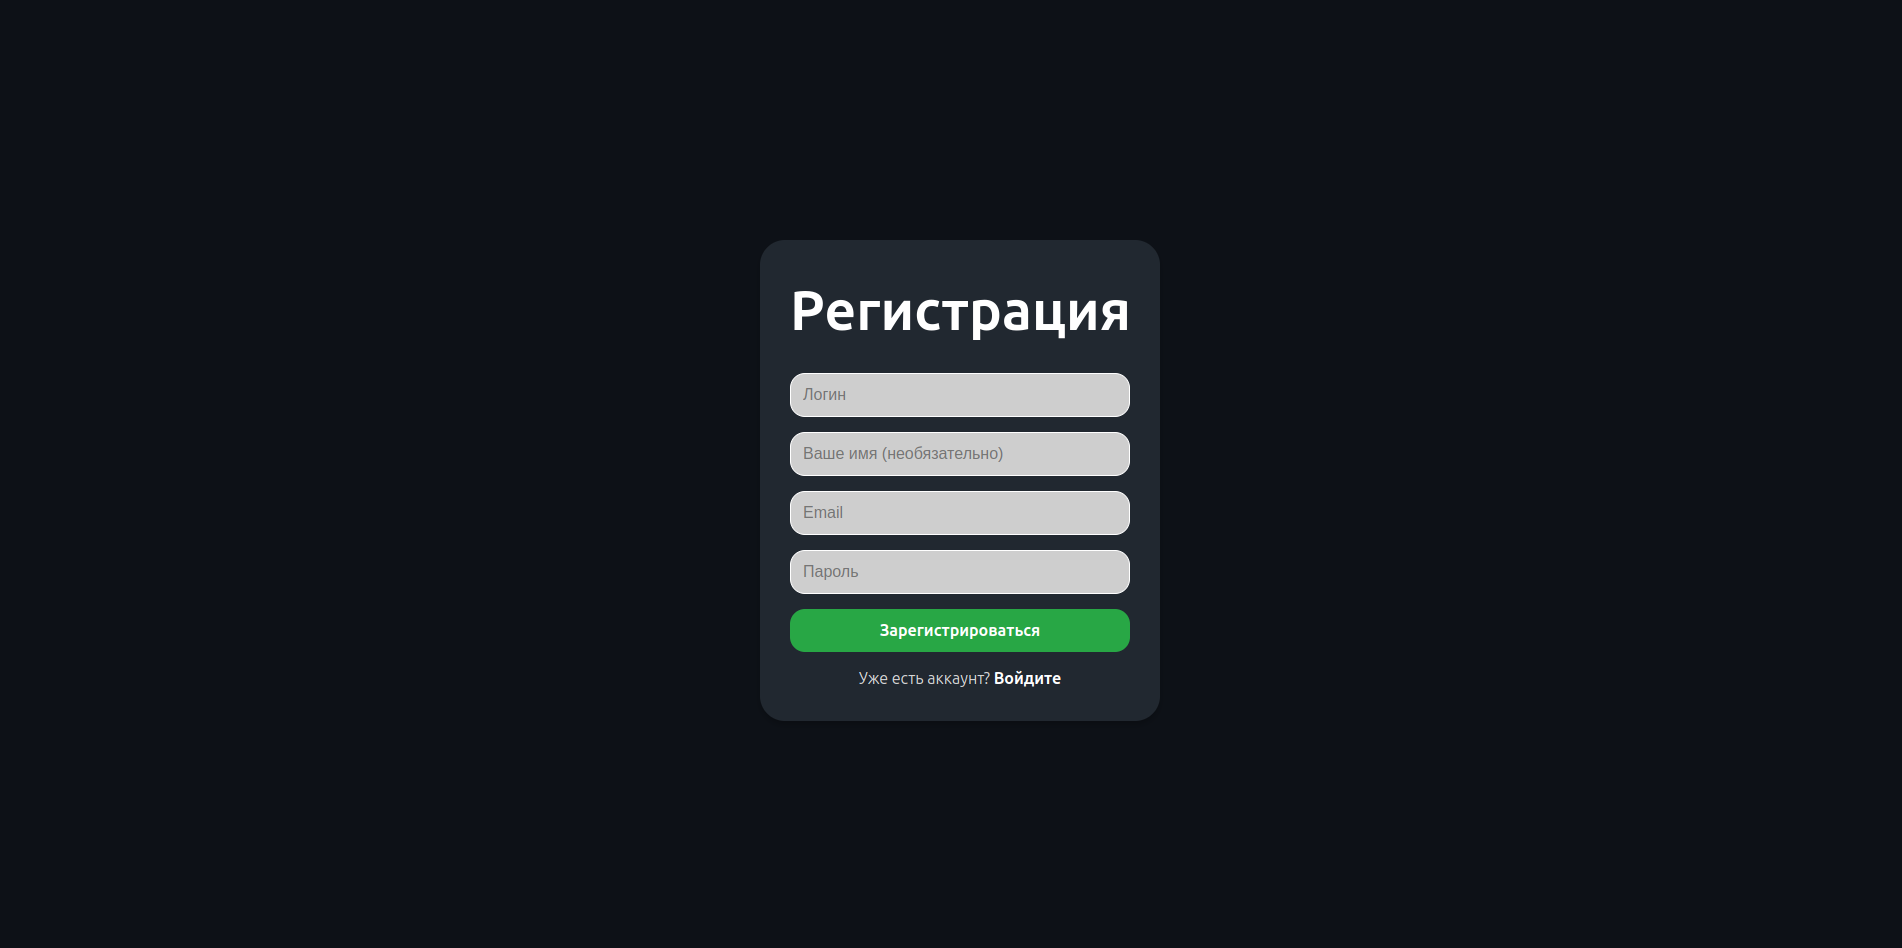 Регистрация
Логин
Ваше имя (необязательно)
Email
Пароль
Зарегистрироваться
Уже есть аккаунт? Войдите